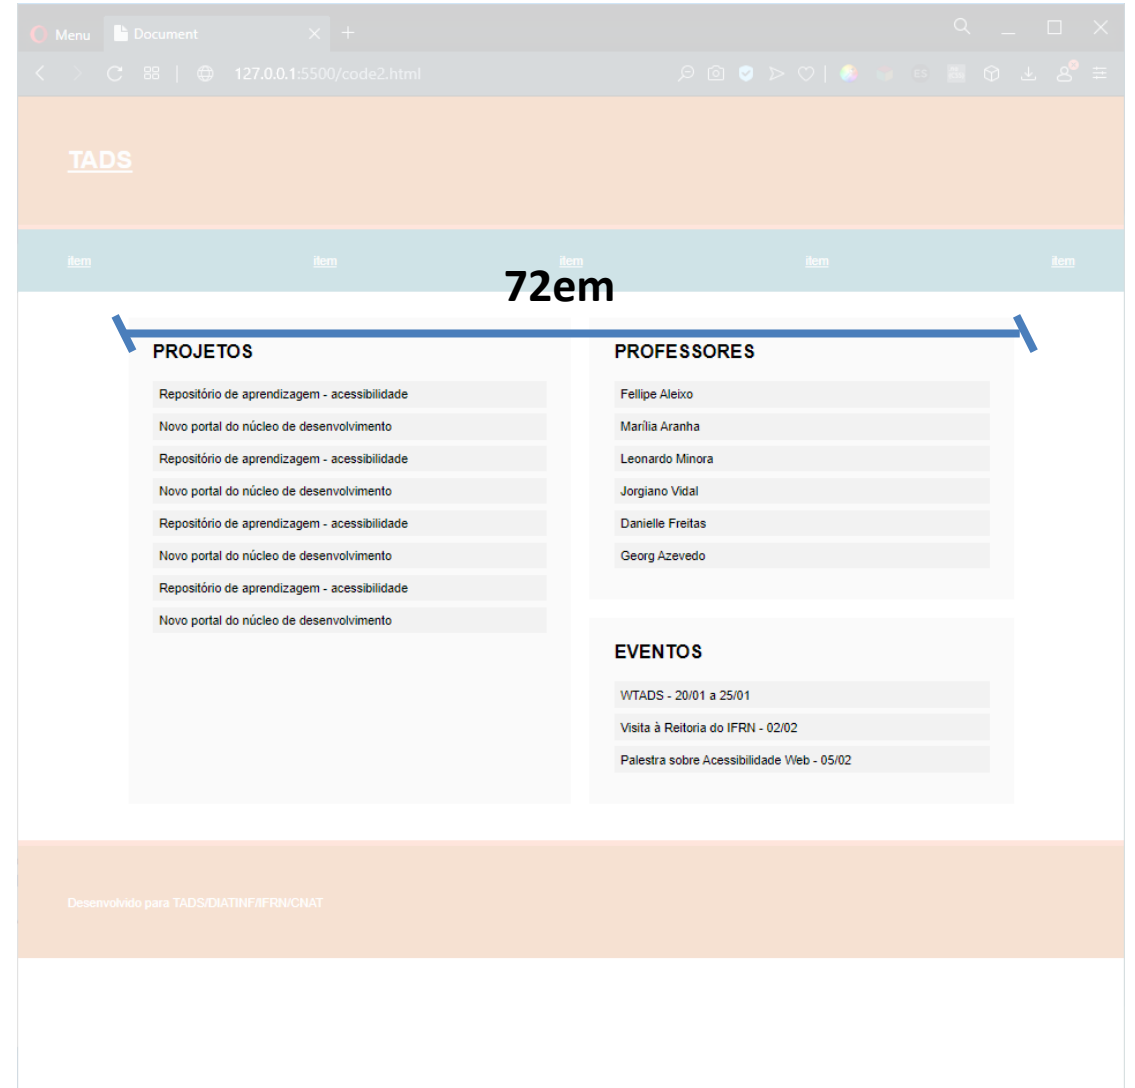 Menu
Document
127.0.0.1:5500/code2.html
ES
TADS
item item item item item
72em
PROJETOS
Repositório de aprendizagem - acessibilidade
Novo portal do núcleo de desenvolvimento
Repositório de aprendizagem - acessibilidade
Novo portal do núcleo de desenvolvimento
Repositório de aprendizagem - acessibilidade
Novo portal do núcleo de desenvolvimento
Repositório de aprendizagem - acessibilidade
Novo portal do núcleo de desenvolvimento
PROFESSORES
Fellipe Aleixo
Marília Aranha
Leonardo Minora
Jorgiano Vidal
Danielle Freitas
Georg Azevedo
EVENTOS
WTADS - 20/01 a 25/01
Visita à Reitoria do IFRN - 02/02
Palestra sobre Acessibilidade Web - 05/02
Desenvolvido para TADS/DIATINF/IFRN/CNAT